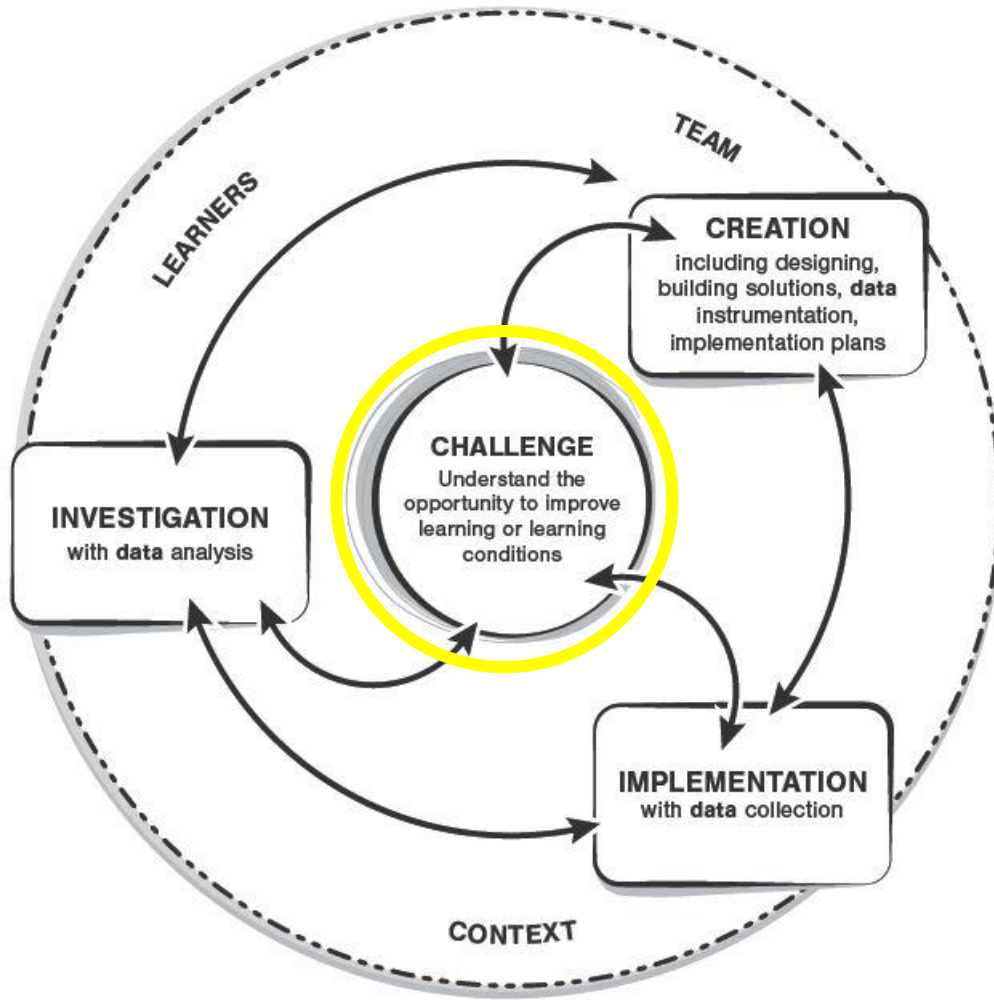 TEAM
LEARNERS
CREATION
including designing,
building solutions, data
instrumentation,
implementation plans
CHALLENGE
Understand the
opportunity to improve
learning or learning
conditions
INVESTIGATION
with data analysis
IMPLEMENTATION
with data collection
CONTEXT